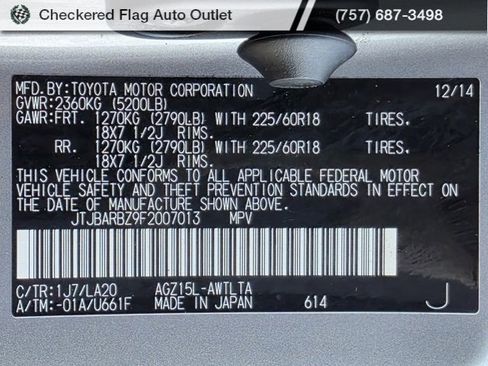 Checkered Flag Auto Outlet (757) 687-3498
MFD.BY:TOYOTA MOTOR CORPORATION 12/14
GVWR:2360KG (5200LB)
GAWR:FRT. 1270KG (2790LB) WITH 225/60R18 TIRES.
18X7 1/2J RIMS.
RR. 1270KG (2790LB) WITH 225/60R18 TIRES.
18X7 1/2J RIMS.
THIS VEHICLE CONFORMS TO ALL APPLICABLE FEDERAL MOTOR
VEHICLE SAFETY AND THEFT PREVENTION STANDARDS IN EFFECT ON
THE DATE OF MANUFACTURE SHOWN ABOVE.
JTJBARBZ9F2007013 MPV
C/TR:1J7/LA20 AGZ15L-AWTLTA
A/TM:-01A/U661F MADE IN JAPAN 614 J